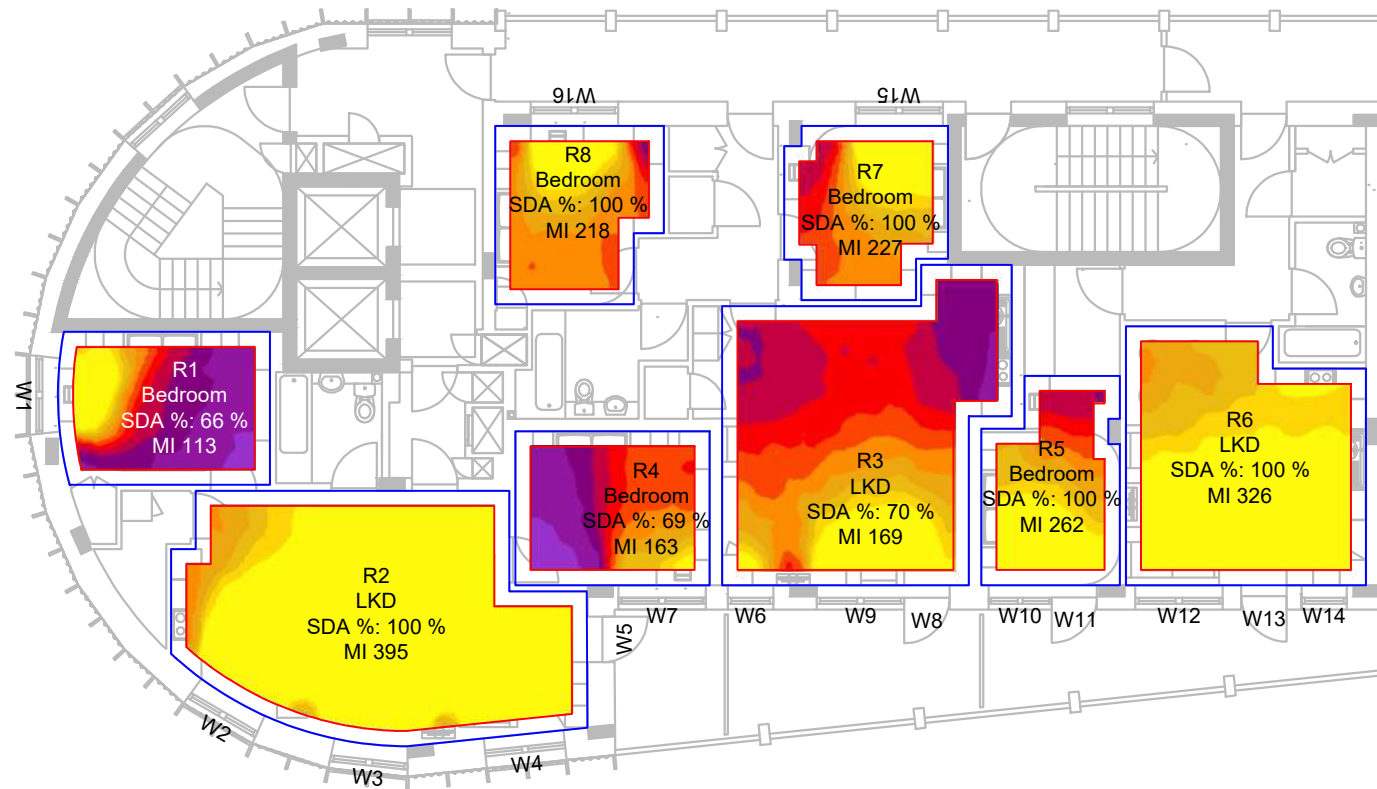 W16
W15
R8
Bedroom
SDA %: 100 %
MI 218
R7
Bedroom
SDA %: 100 %
MI 227
W1
R1
Bedroom
SDA %: 66 %
MI 113
R4
Bedroom
SDA %: 69 %
MI 163
R3
LKD
SDA %: 70 %
MI 169
R5
Bedroom
SDA %: 100 %
MI 262
R6
LKD
SDA %: 100 %
MI 326
R2
LKD
SDA %: 100 %
MI 395
W5
W7
W6
W9
W8
W10
W11
W12
W13
W14
W2
W3
W4